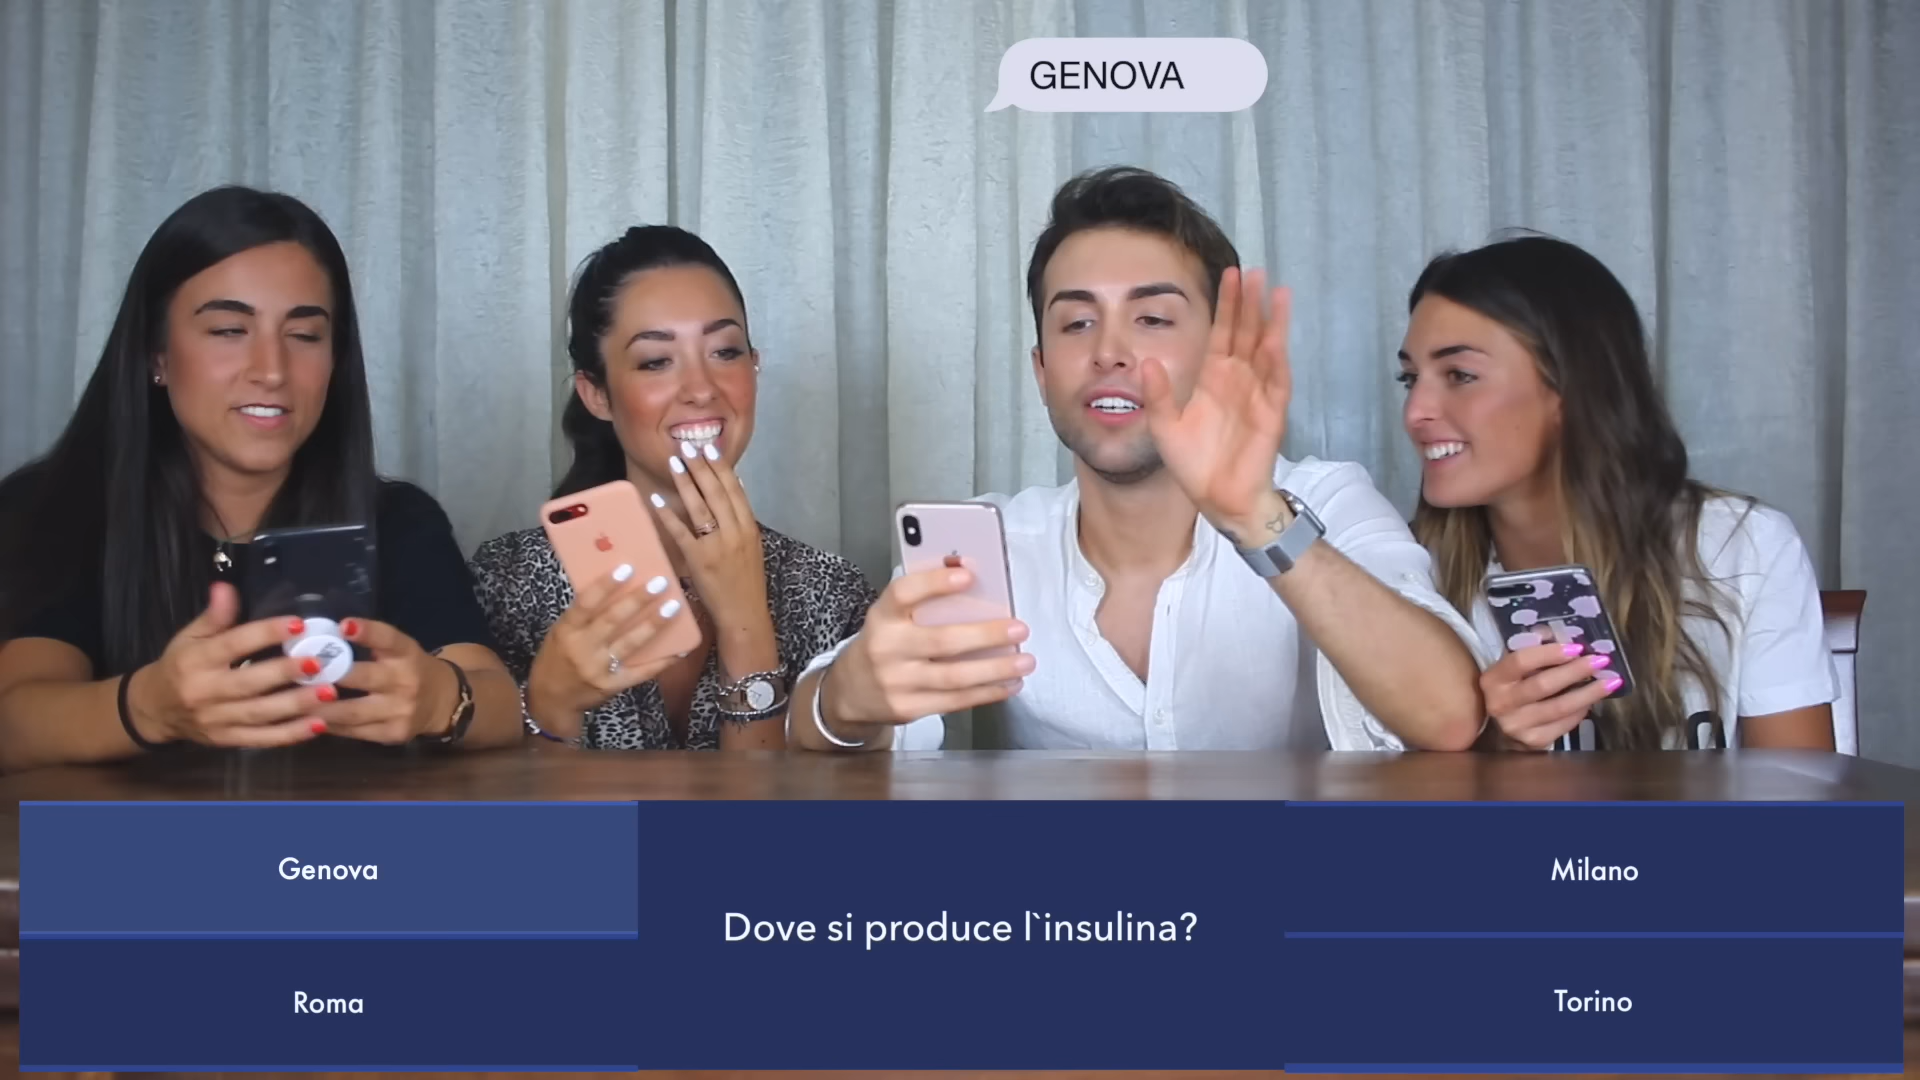 GENOVA
Genova
Milano
Dove si produce l`insulina?
Roma
Torino